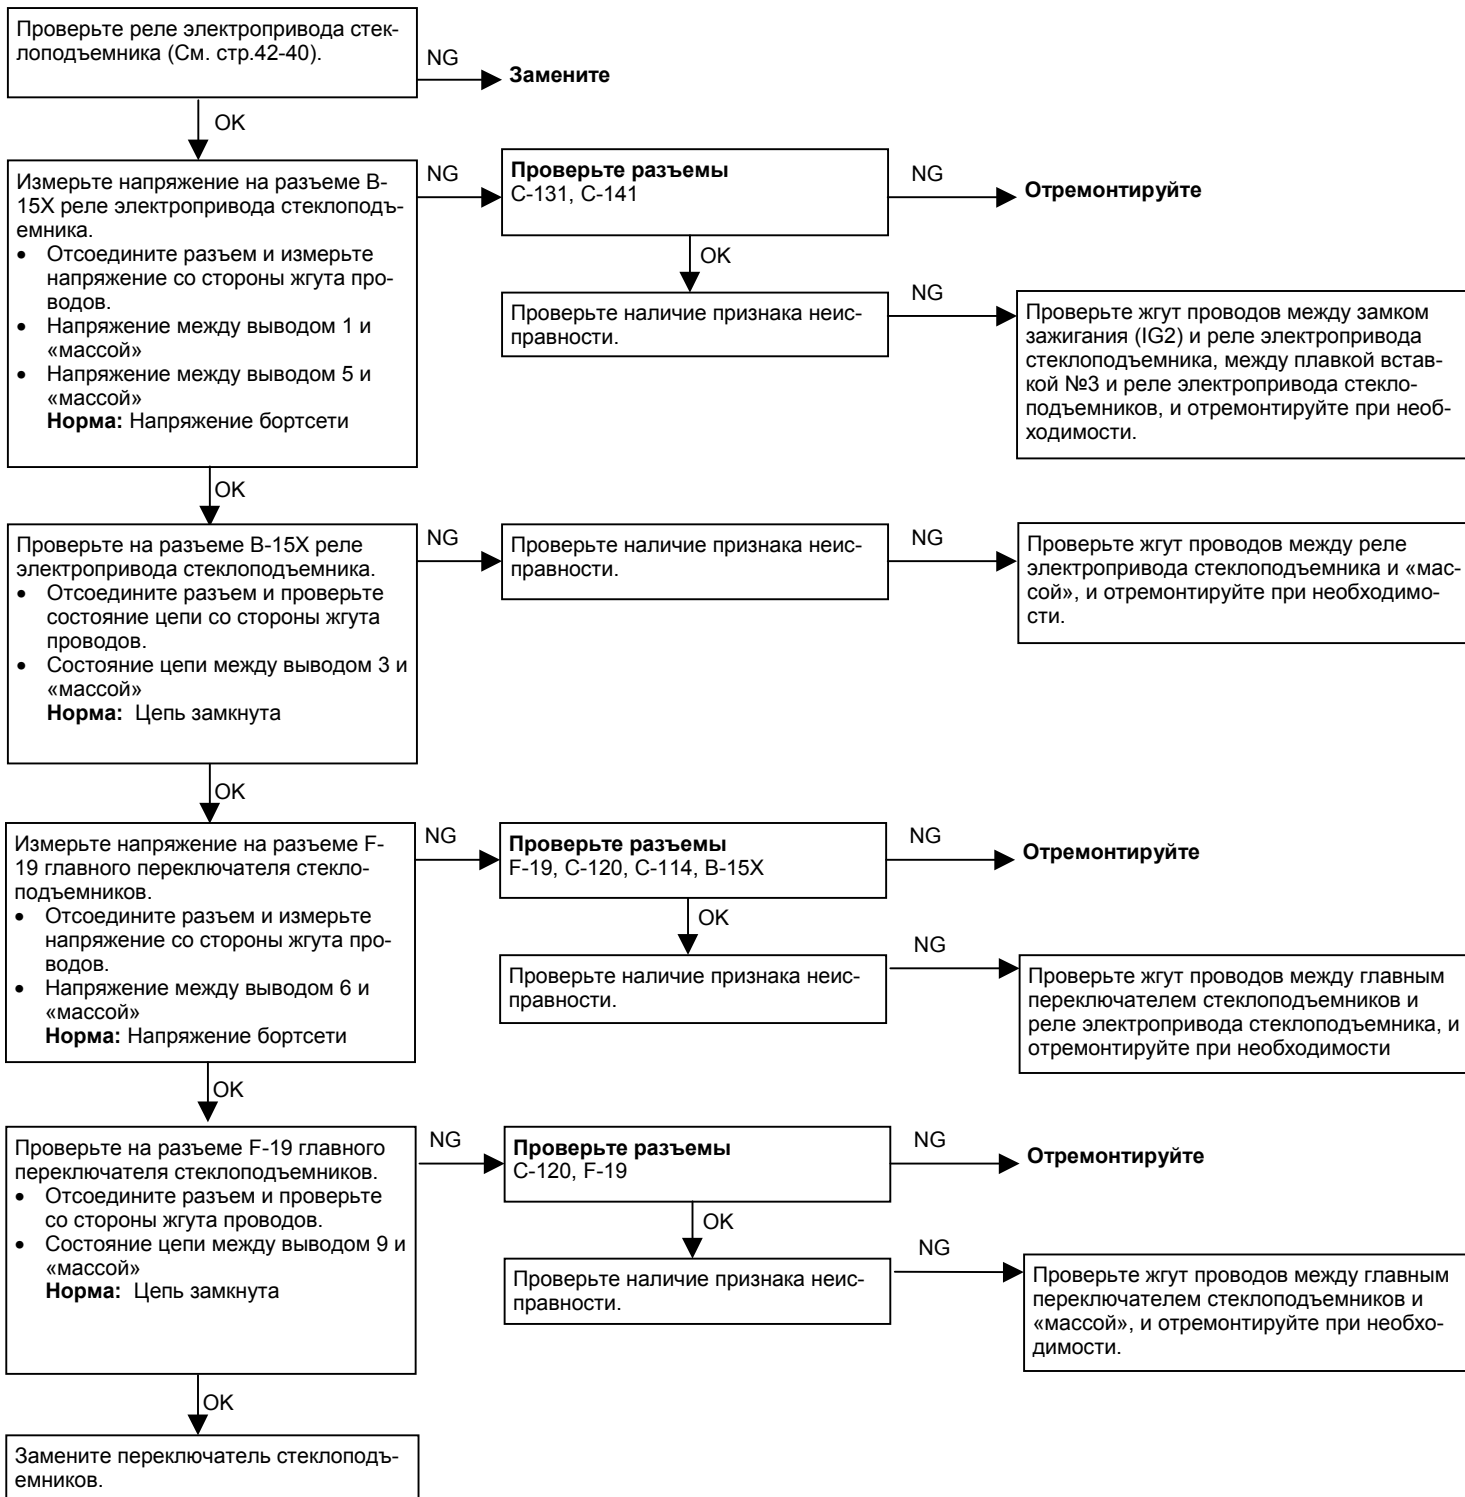 Проверьте реле электропривода стек-
лоподъемника (См. стр.42-40).
NG
Замените
OK
Измерьте напряжение на разъеме В-
15Х реле электропривода стеклоподъ-
емника.
• Отсоедините разъем и измерьте
напряжение со стороны жгута про-
водов.
• Напряжение между выводом 1 и
«массой»
• Напряжение между выводом 5 и
«массой»
Норма: Напряжение бортсети
NG
Проверьте разъемы
С-131, С-141
NG
Отремонтируйте
OK
Проверьте наличие признака неис-
правности.
NG
Проверьте жгут проводов между замком
зажигания (IG2) и реле электропривода
стеклоподъемника, между плавкой встав-
кой №3 и реле электропривода стекло-
подъемников, и отремонтируйте при необ-
ходимости.
OK
Проверьте на разъеме В-15Х реле
электропривода стеклоподъемника.
• Отсоедините разъем и проверьте
состояние цепи со стороны жгута
проводов.
• Состояние цепи между выводом 3 и
«массой»
Норма: Цепь замкнута
NG
Проверьте наличие признака неис-
правности.
NG
Проверьте жгут проводов между реле
электропривода стеклоподъемника и «мас-
сой», и отремонтируйте при необходимо-
сти.
OK
Измерьте напряжение на разъеме F-
19 главного переключателя стекло-
подъемников.
• Отсоедините разъем и измерьте
напряжение со стороны жгута про-
водов.
• Напряжение между выводом 6 и
«массой»
Норма: Напряжение бортсети
NG
Проверьте разъемы
F-19, С-120, С-114, В-15Х
NG
Отремонтируйте
OK
Проверьте наличие признака неис-
правности.
NG
Проверьте жгут проводов между главным
переключателем стеклоподъемников и
реле электропривода стеклоподъемника, и
отремонтируйте при необходимости
OK
Проверьте на разъеме F-19 главного
переключателя стеклоподъемников.
• Отсоедините разъем и проверьте
со стороны жгута проводов.
• Состояние цепи между выводом 9 и
«массой»
Норма: Цепь замкнута
NG
Проверьте разъемы
С-120, F-19
NG
Отремонтируйте
OK
Проверьте наличие признака неис-
правности.
NG
Проверьте жгут проводов между главным
переключателем стеклоподъемников и
«массой», и отремонтируйте при необхо-
димости.
OK
Замените переключатель стеклоподъ-
емников.